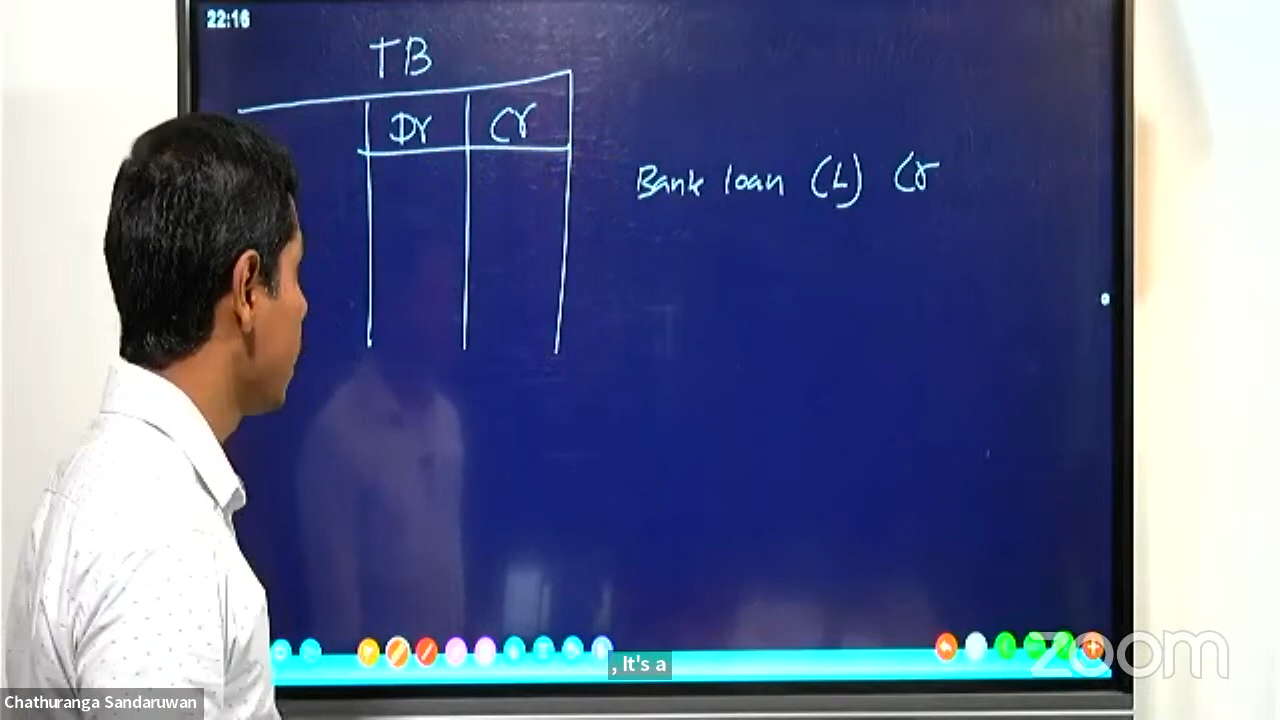 22:16
TB
Dr Cr
Bank loan (L) Cr
, It's a
zoom
Chathuranga Sandaruwan